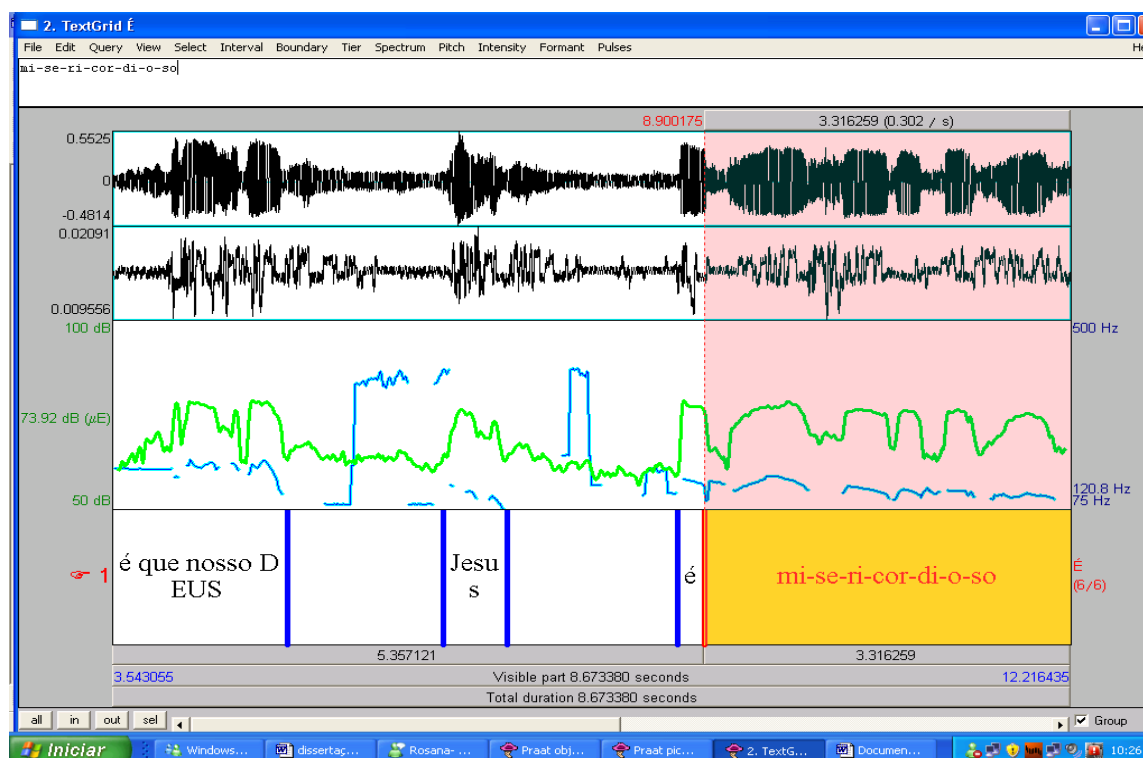 2. TextGrid É
File Edit Query View Select Interval Boundary Tier Spectrum Pitch Intensity Formant Pulses He
mi-se-ri-cor-di-o-so
8.900175 3.316259 (0.302 / s)
0.5525
0
-0.4814
0.02091
0.009556
100 dB 500 Hz
73.92 dB (µE)
50 dB 120.8 Hz
75 Hz
☞ 1 é que nosso D
EUS
Jesu
s
é
mi-se-ri-cor-di-o-so
É
(6/6)
5.357121 3.316259
3.543055 Visible part 8.673380 seconds 12.216435
Total duration 8.673380 seconds
all in out sel Group
Iniciar Windows... dissertaç... Rosana-... Praat obj... Praat pic... 2. TextG... Documen... 10:26